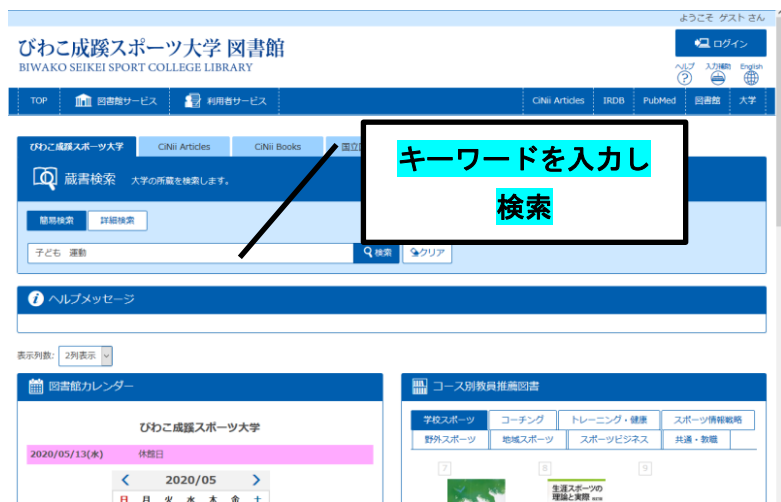 ようこそ ゲスト さん
びわこ成蹊スポーツ大学 図書館
BIWAKO SEIKEI SPORT COLLEGE LIBRARY
ログイン
ヘルプ 入力補助 English
TOP 図書館サービス 利用者サービス CiNii Articles IRDB PubMed 図書館 大学
びわこ成蹊スポーツ大学 CiNii Articles CiNii Books 国立
キーワードを入力し
検索
蔵書検索 大学の所蔵を検索します。
簡易検索 詳細検索
子ども 運動 検索 クリア
ヘルプメッセージ
表示列数: 2列表示
図書館カレンダー
びわこ成蹊スポーツ大学
2020/05/13(水) 休館日
2020/05
日 月 火 水 木 金 土
コース別教員推薦図書
学校スポーツ コーチング トレーニング・健康 スポーツ情報戦略
野外スポーツ 地域スポーツ スポーツビジネス 共通・教職
7 8 9
生涯スポーツの
理論と実際